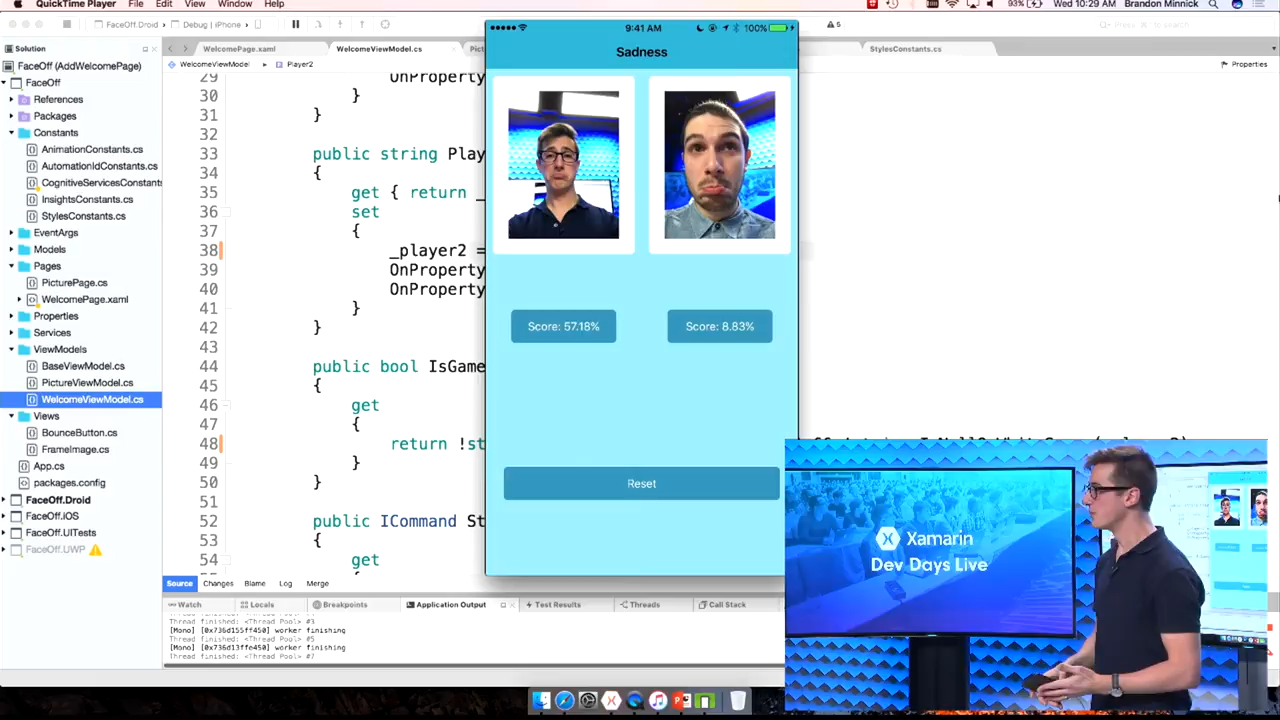 QuickTime Player File Edit View Window Help
93% Wed 10:29 AM Brandon Minnick
FaceOff.Droid Debug | iPhone
5
Solution
WelcomePage.xaml
WelcomeViewModel.cs
StylesConstants.cs
WelcomeViewModel Player2
Properties
FaceOff (AddWelcomePage)
FaceOff
References
Packages
Constants
AnimationConstants.cs
AutomationIdConstants.cs
CognitiveServicesConstants
InsightsConstants.cs
StylesConstants.cs
EventArgs
Models
Pages
PicturePage.cs
WelcomePage.xaml
Properties
Services
ViewModels
BaseViewModel.cs
PictureViewModel.cs
WelcomeViewModel.cs
Views
BounceButton.cs
FrameImage.cs
App.cs
packages.config
FaceOff.Droid
FaceOff.iOS
FaceOff.UITests
FaceOff.UWP
29 OnProperty
30 }
31 }
32
33 public string Play
34 {
35 get { return _
36 set
37 {
38 _player2 =
39 OnProperty
40 OnProperty
41 }
42 }
43
44 public bool IsGame
45 {
46 get
47 {
48 return !st
49 }
50 }
51
52 public ICommand St
53 {
54 get
Source Changes Blame Log Merge
Watch Locals Breakpoints Application Output Test Results Threads Call Stack
Thread finished: <Thread Pool> #3
[Mono] [0x736d155ff450] worker finishing
Thread finished: <Thread Pool> #5
[Mono] [0x736d13ffe450] worker finishing
Thread finished: <Thread Pool> #7
9:41 AM 100%
Sadness
Score: 57.18%
Score: 8.83%
Reset
Xamarin
Dev Days Live